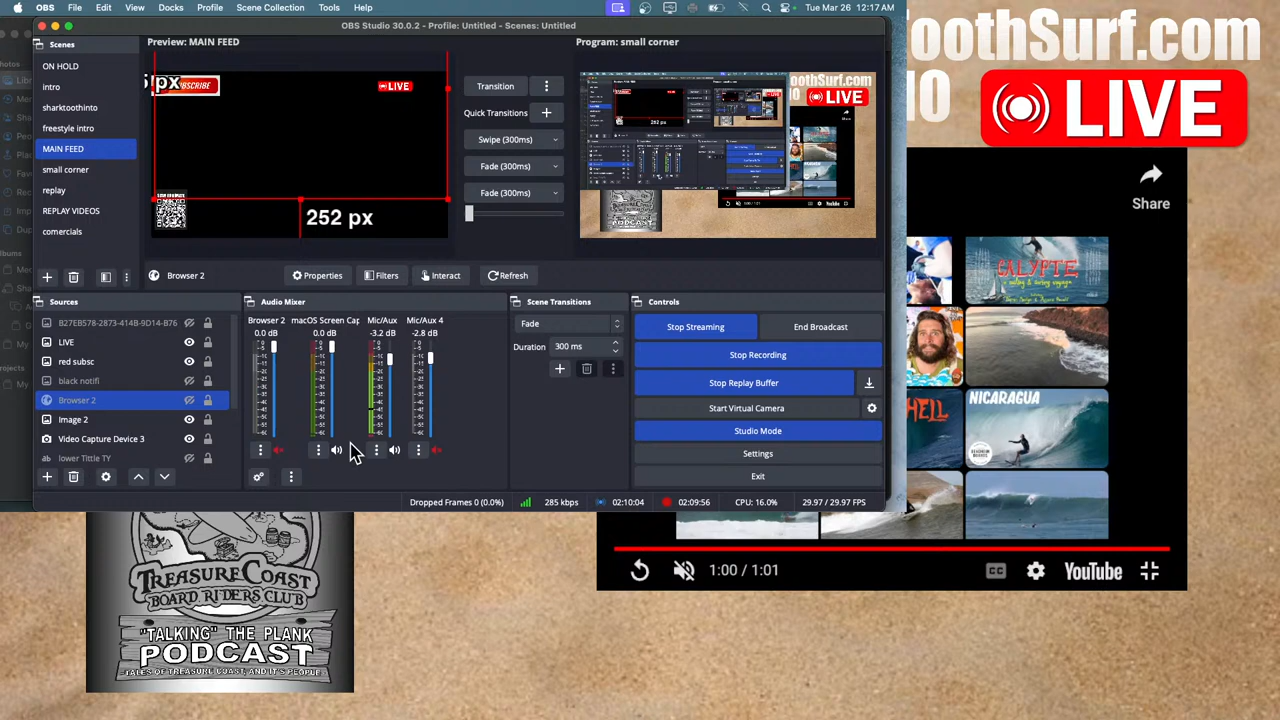 OBS File Edit View Docks Profile Scene Collection Tools Help
Tue Mar 26 12:17 AM
OBS Studio 30.0.2 - Profile: Untitled - Scenes: Untitled
Scenes
ON HOLD
intro
sharktoothinto
freestyle intro
MAIN FEED
small corner
replay
REPLAY VIDEOS
comercials
Preview: MAIN FEED
px
LIVE
252 px
Transition
Quick Transitions
Swipe (300ms)
Fade (300ms)
Fade (300ms)
Program: small corner
LIVE
Browser 2
Properties
Filters
Interact
Refresh
Sources
B27EB578-2873-414B-9D14-B76
LIVE
red subsc
black notifi
Browser 2
Image 2
Video Capture Device 3
lower Tittle TY
Audio Mixer
macOS Screen Cap
Mic/Aux
Mic/Aux 4
0.0 dB
0.0 dB
-3.2 dB
-2.8 dB
Scene Transitions
Fade
Duration 300 ms
Controls
Stop Streaming
End Broadcast
Stop Recording
Stop Replay Buffer
Start Virtual Camera
Studio Mode
Settings
Exit
Dropped Frames 0 (0.0%)
285 kbps
02:10:04
02:09:56
CPU: 16.0%
29.97 / 29.97 FPS
oothSurf.com
IO
LIVE
Share
CALYPTE
NICARAGUA
HELL
1:00 / 1:01
CC
YouTube
TREASURE COAST
BOARD RIDERS CLUB
"TALKING" THE PLANK
PODCAST
TALES OF TREASURE COAST, AND IT'S PEOPLE